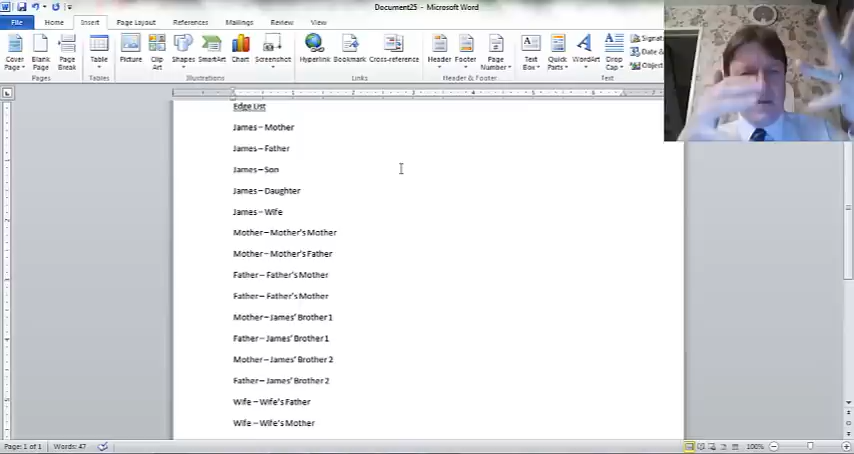 Document25 - Microsoft Word
File Home Insert Page Layout References Mailings Review View
Cover Page Blank Page Page Break Table Picture Clip Art Shapes SmartArt Chart Screenshot Hyperlink Bookmark Cross-reference Header Footer Page Number Text Box Quick Parts WordArt Drop Cap Object
Pages Tables Illustrations Links Header & Footer Text
Edge List
James – Mother
James – Father
James – Son
James – Daughter
James – Wife
Mother – Mother's Mother
Mother – Mother's Father
Father – Father's Mother
Father – Father's Mother
Mother – James' Brother 1
Father – James' Brother 1
Mother – James' Brother 2
Father – James' Brother 2
Wife – Wife's Father
Wife – Wife's Mother
Page: 1 of 1 Words: 47 100%